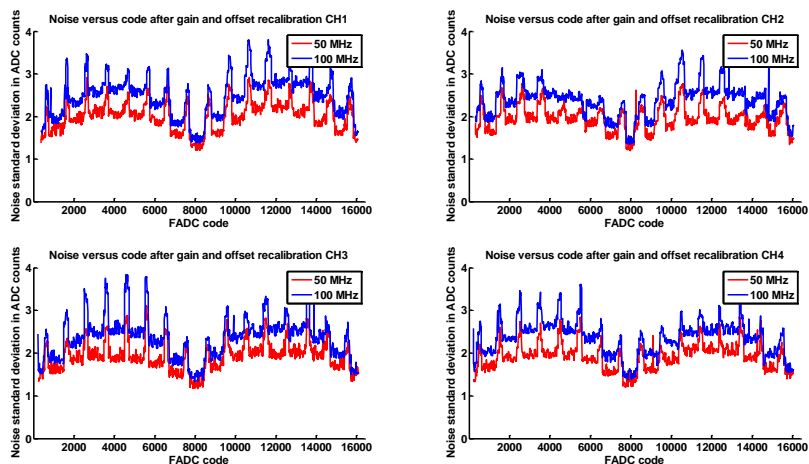 Noise versus code after gain and offset recalibration CH1
Noise standard deviation in ADC counts
4
3
2
1
0
50 MHz
100 MHz
2000 4000 6000 8000 10000 12000 14000 16000
FADC code
Noise versus code after gain and offset recalibration CH2
Noise standard deviation in ADC counts
4
3
2
1
0
50 MHz
100 MHz
2000 4000 6000 8000 10000 12000 14000 16000
FADC code
Noise versus code after gain and offset recalibration CH3
Noise standard deviation in ADC counts
4
3
2
1
0
50 MHz
100 MHz
2000 4000 6000 8000 10000 12000 14000 16000
FADC code
Noise versus code after gain and offset recalibration CH4
Noise standard deviation in ADC counts
4
3
2
1
0
50 MHz
100 MHz
2000 4000 6000 8000 10000 12000 14000 16000
FADC code